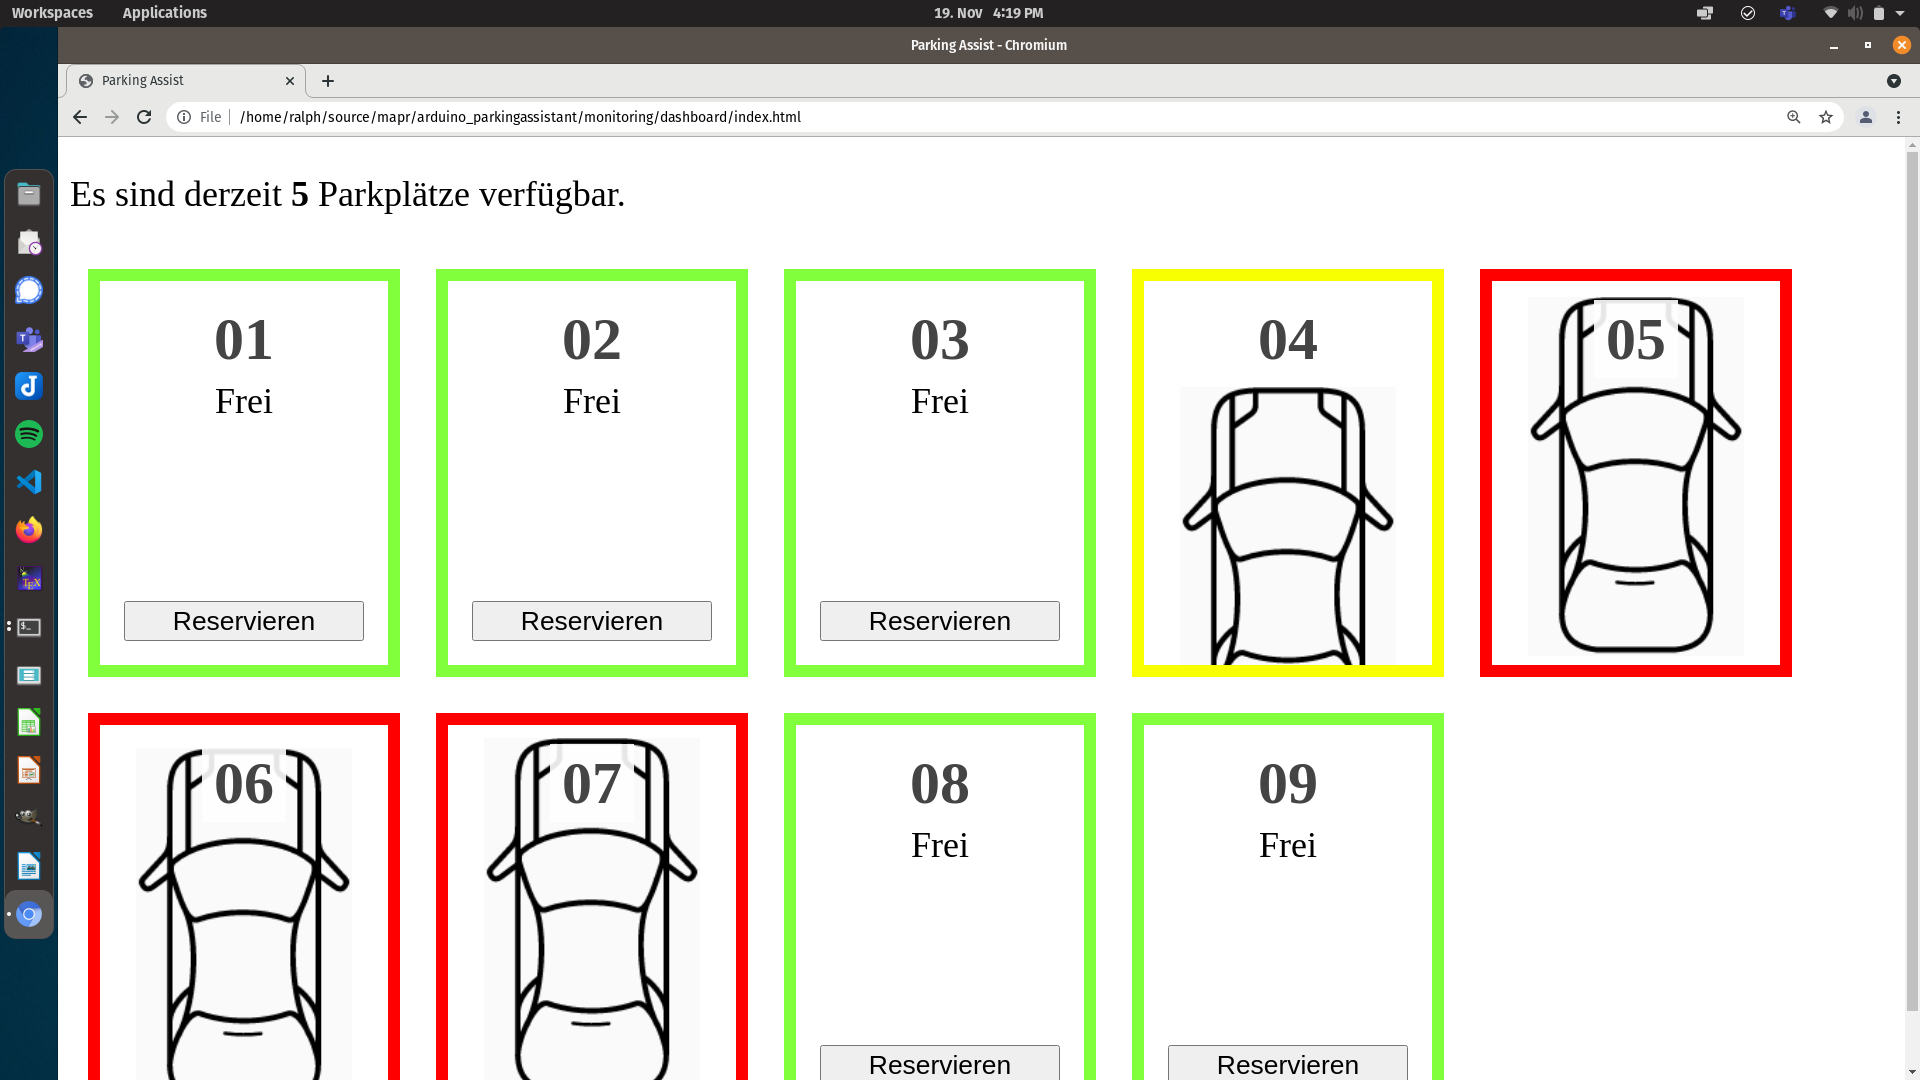 Workspaces Applications 19. Nov 4:19 PM
Parking Assist - Chromium
Parking Assist
File /home/ralph/source/mapr/arduino_parkingassistant/monitoring/dashboard/index.html
Es sind derzeit 5 Parkplätze verfügbar.
01 02 03 04 05
Frei Frei Frei
Reservieren Reservieren Reservieren
06 07 08 09
Frei Frei
Reservieren Reservieren